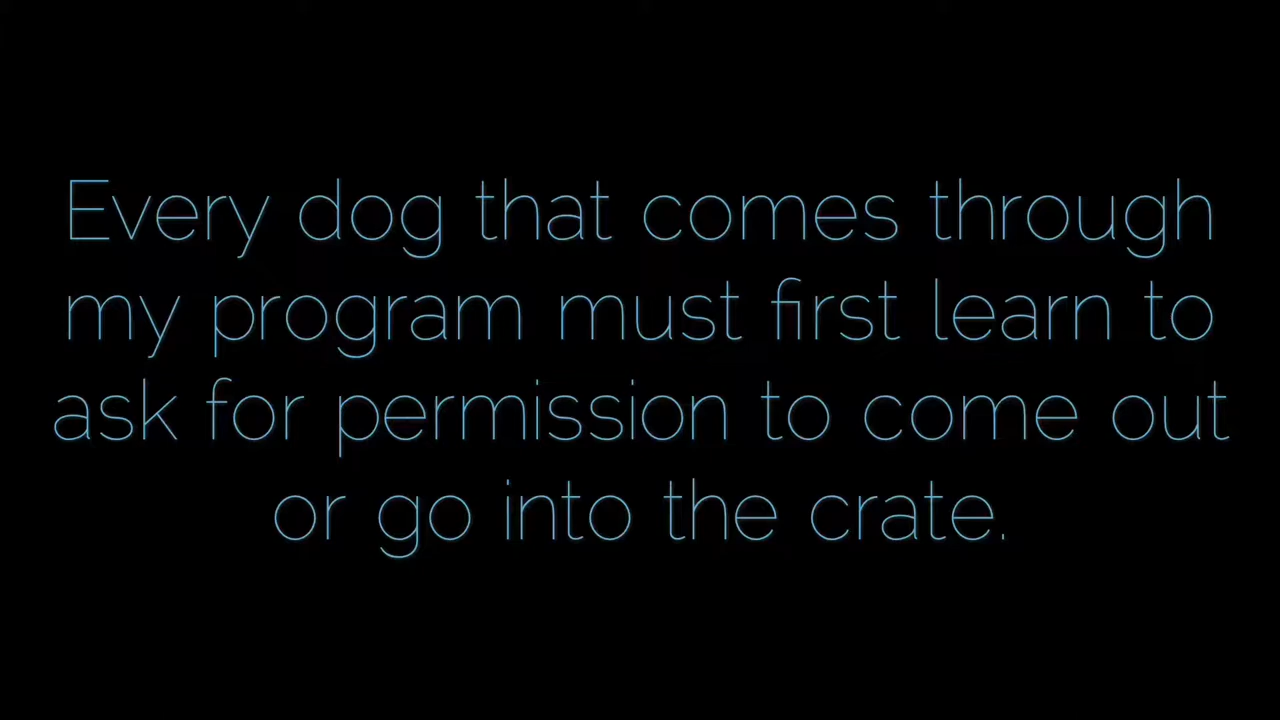 Every dog that comes through
my program must first learn to
ask for permission to come out
or go into the crate.